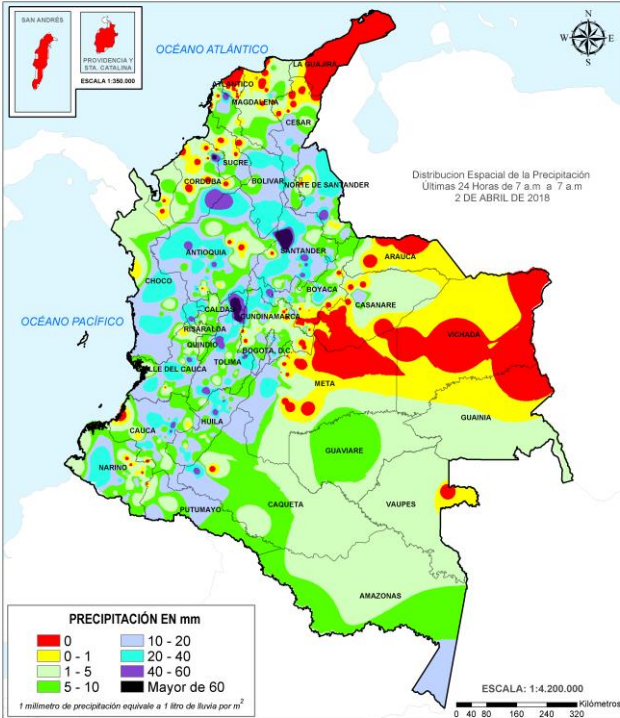 SAN ANDRÉS
PROVIDENCIA Y
STA. CATALINA
ESCALA 1:350.000
OCÉANO ATLÁNTICO
N
W
E
S
LA GUAJIRA
ATLANTICO
MAGDALENA
CESAR
SUCRE
CORDOBA
BOLIVAR
NORTE DE SANTANDER
Distribucion Espacial de la Precipitación
Últimas 24 Horas de 7 a.m a 7 a.m
2 DE ABRIL DE 2018
ANTIOQUIA
SANTANDER
ARAUCA
CHOCO
BOYACA
CASANARE
OCÉANO PACÍFICO
CALDAS
CUNDINAMARCA
RISARALDA
VICHADA
QUINDIO
BOGOTA, D.C.
TOLIMA
VALLE DEL CAUCA
META
GUAINIA
CAUCA
HUILA
GUAVIARE
NARIÑO
CAQUETA
VAUPES
PUTUMAYO
AMAZONAS
PRECIPITACIÓN EN mm
0
10 - 20
0 - 1
20 - 40
1 - 5
40 - 60
5 - 10
Mayor de 60
1 milimetro de precipitación equivale a 1 litro de lluvia por m²
ESCALA: 1:4.200.000
Kilómetros
0 40 80 160 240 320